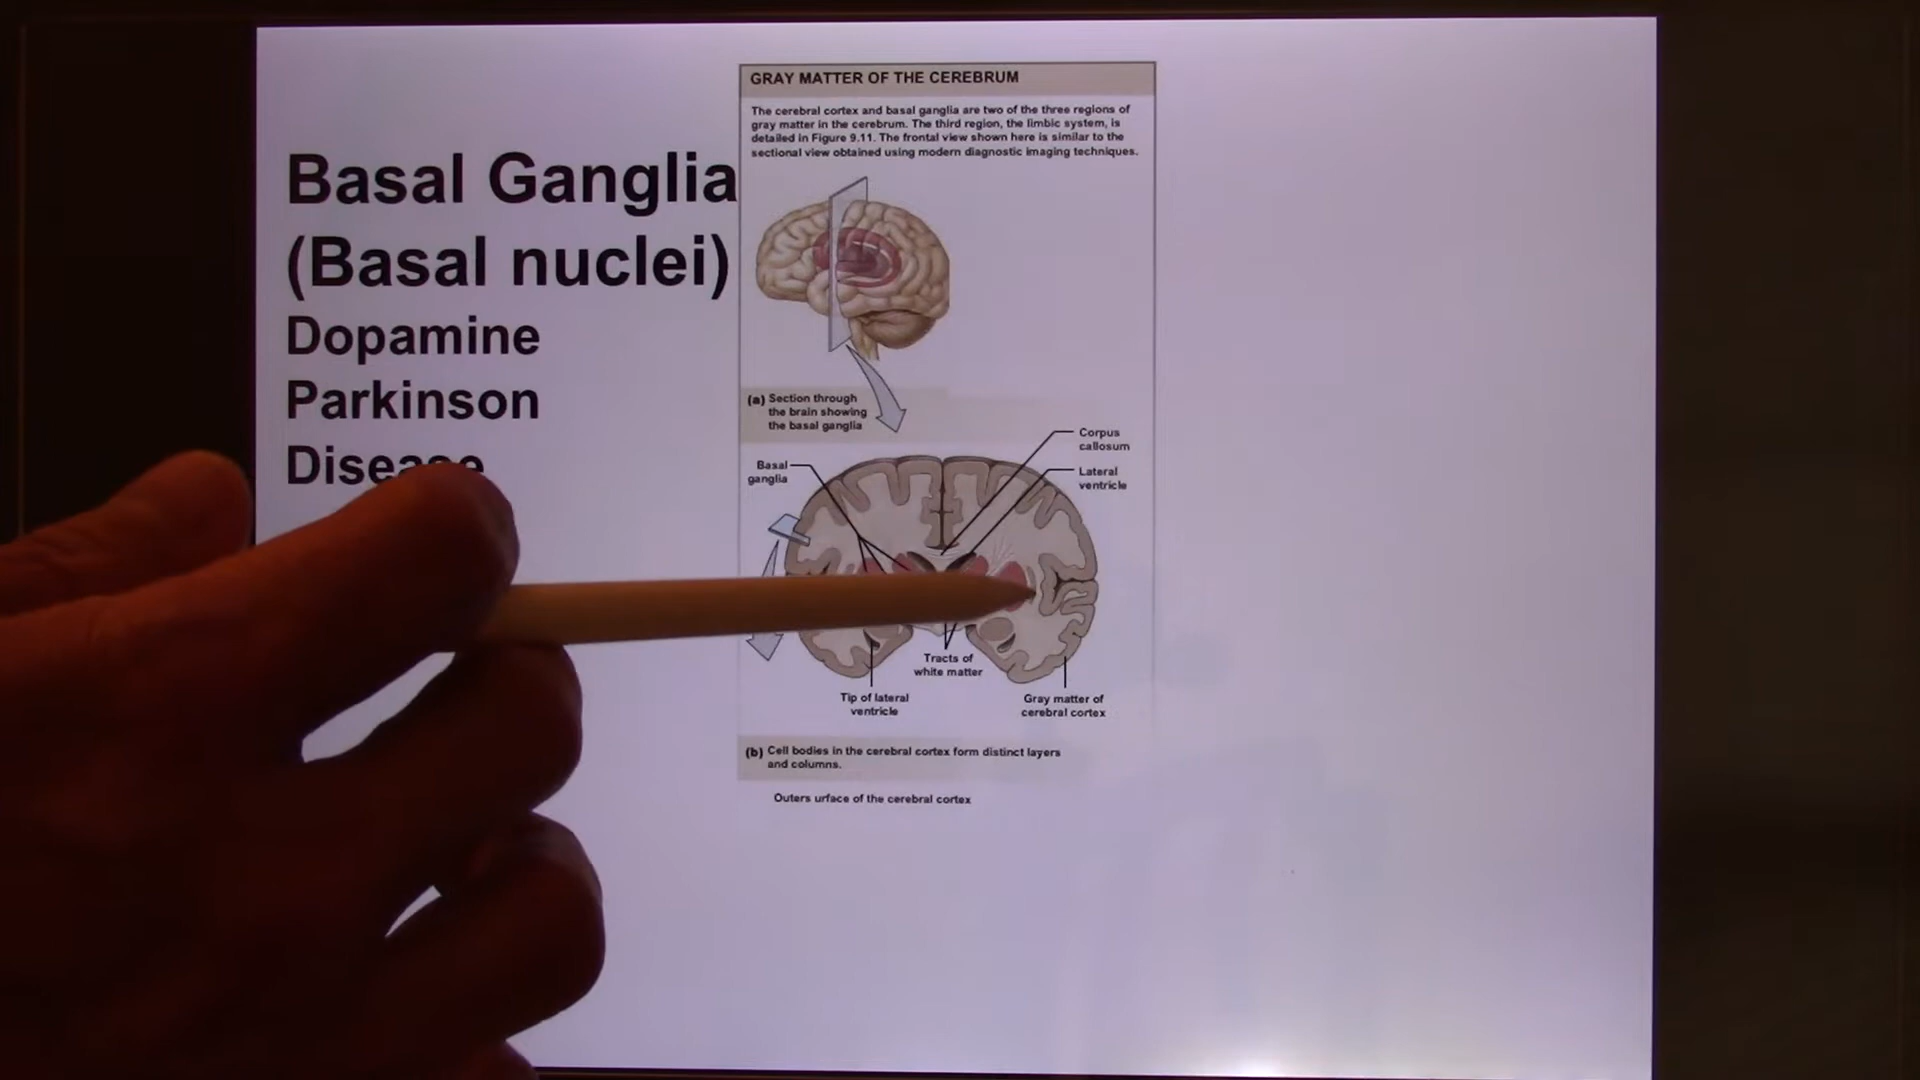 Basal Ganglia
(Basal nuclei)
Dopamine
Parkinson
Disease
GRAY MATTER OF THE CEREBRUM
The cerebral cortex and basal ganglia are two of the three regions of
gray matter in the cerebrum. The third region, the limbic system, is
detailed in Figure 9.11. The frontal view shown here is similar to the
sectional view obtained using modern diagnostic imaging techniques.
(a) Section through
the brain showing
the basal ganglia
Corpus
callosum
Basal
ganglia
Lateral
ventricle
Tracts of
white matter
Tip of lateral
ventricle
Gray matter of
cerebral cortex
(b) Cell bodies in the cerebral cortex form distinct layers
and columns.
Outers urface of the cerebral cortex